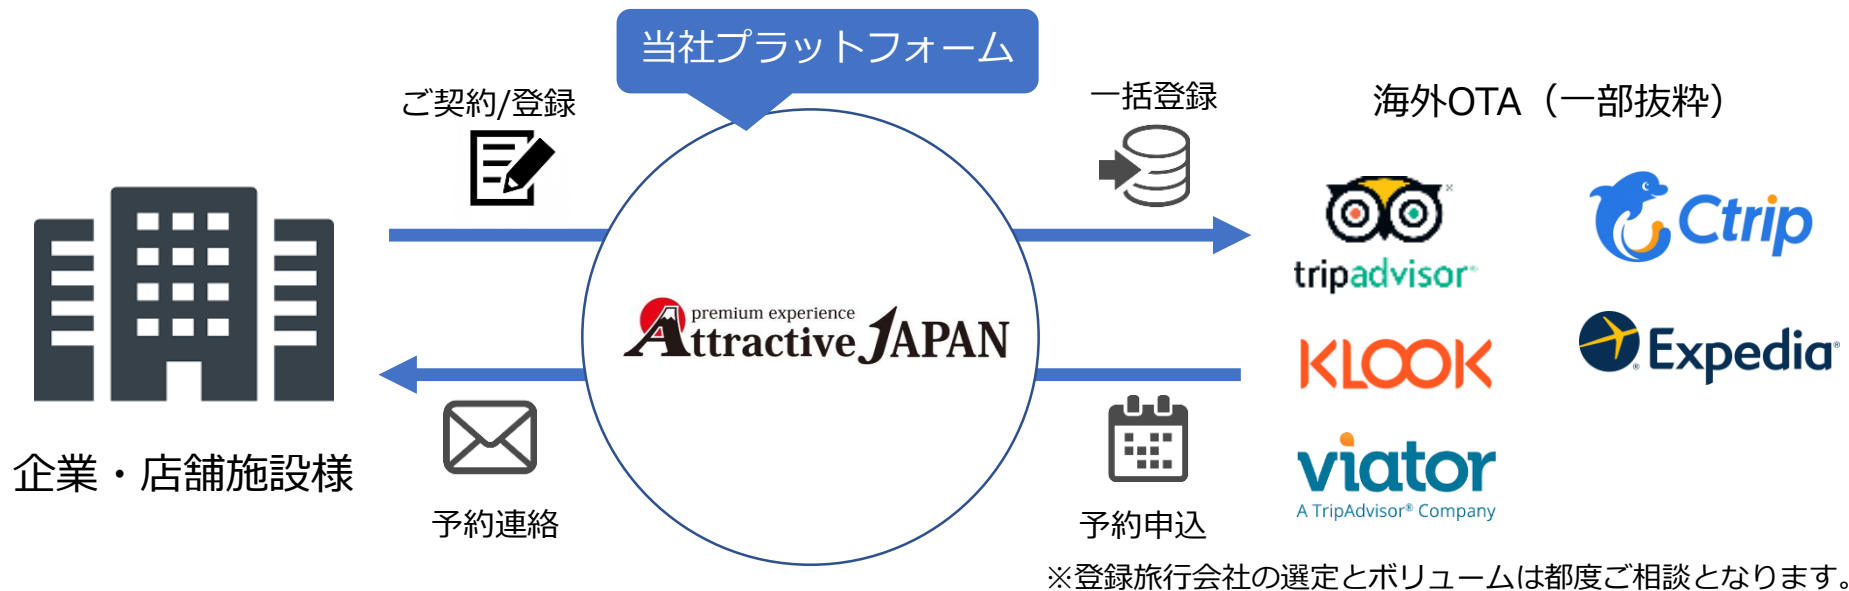 当社プラットフォーム
ご契約/登録
一括登録
海外OTA（一部抜粋）
tripadvisor®
Ctrip
premium experience
Attractive JAPAN
KLOOK
Expedia®
viator
A TripAdvisor® Company
企業・店舗施設様
予約連絡
予約申込
※登録旅行会社の選定とボリュームは都度ご相談となります。